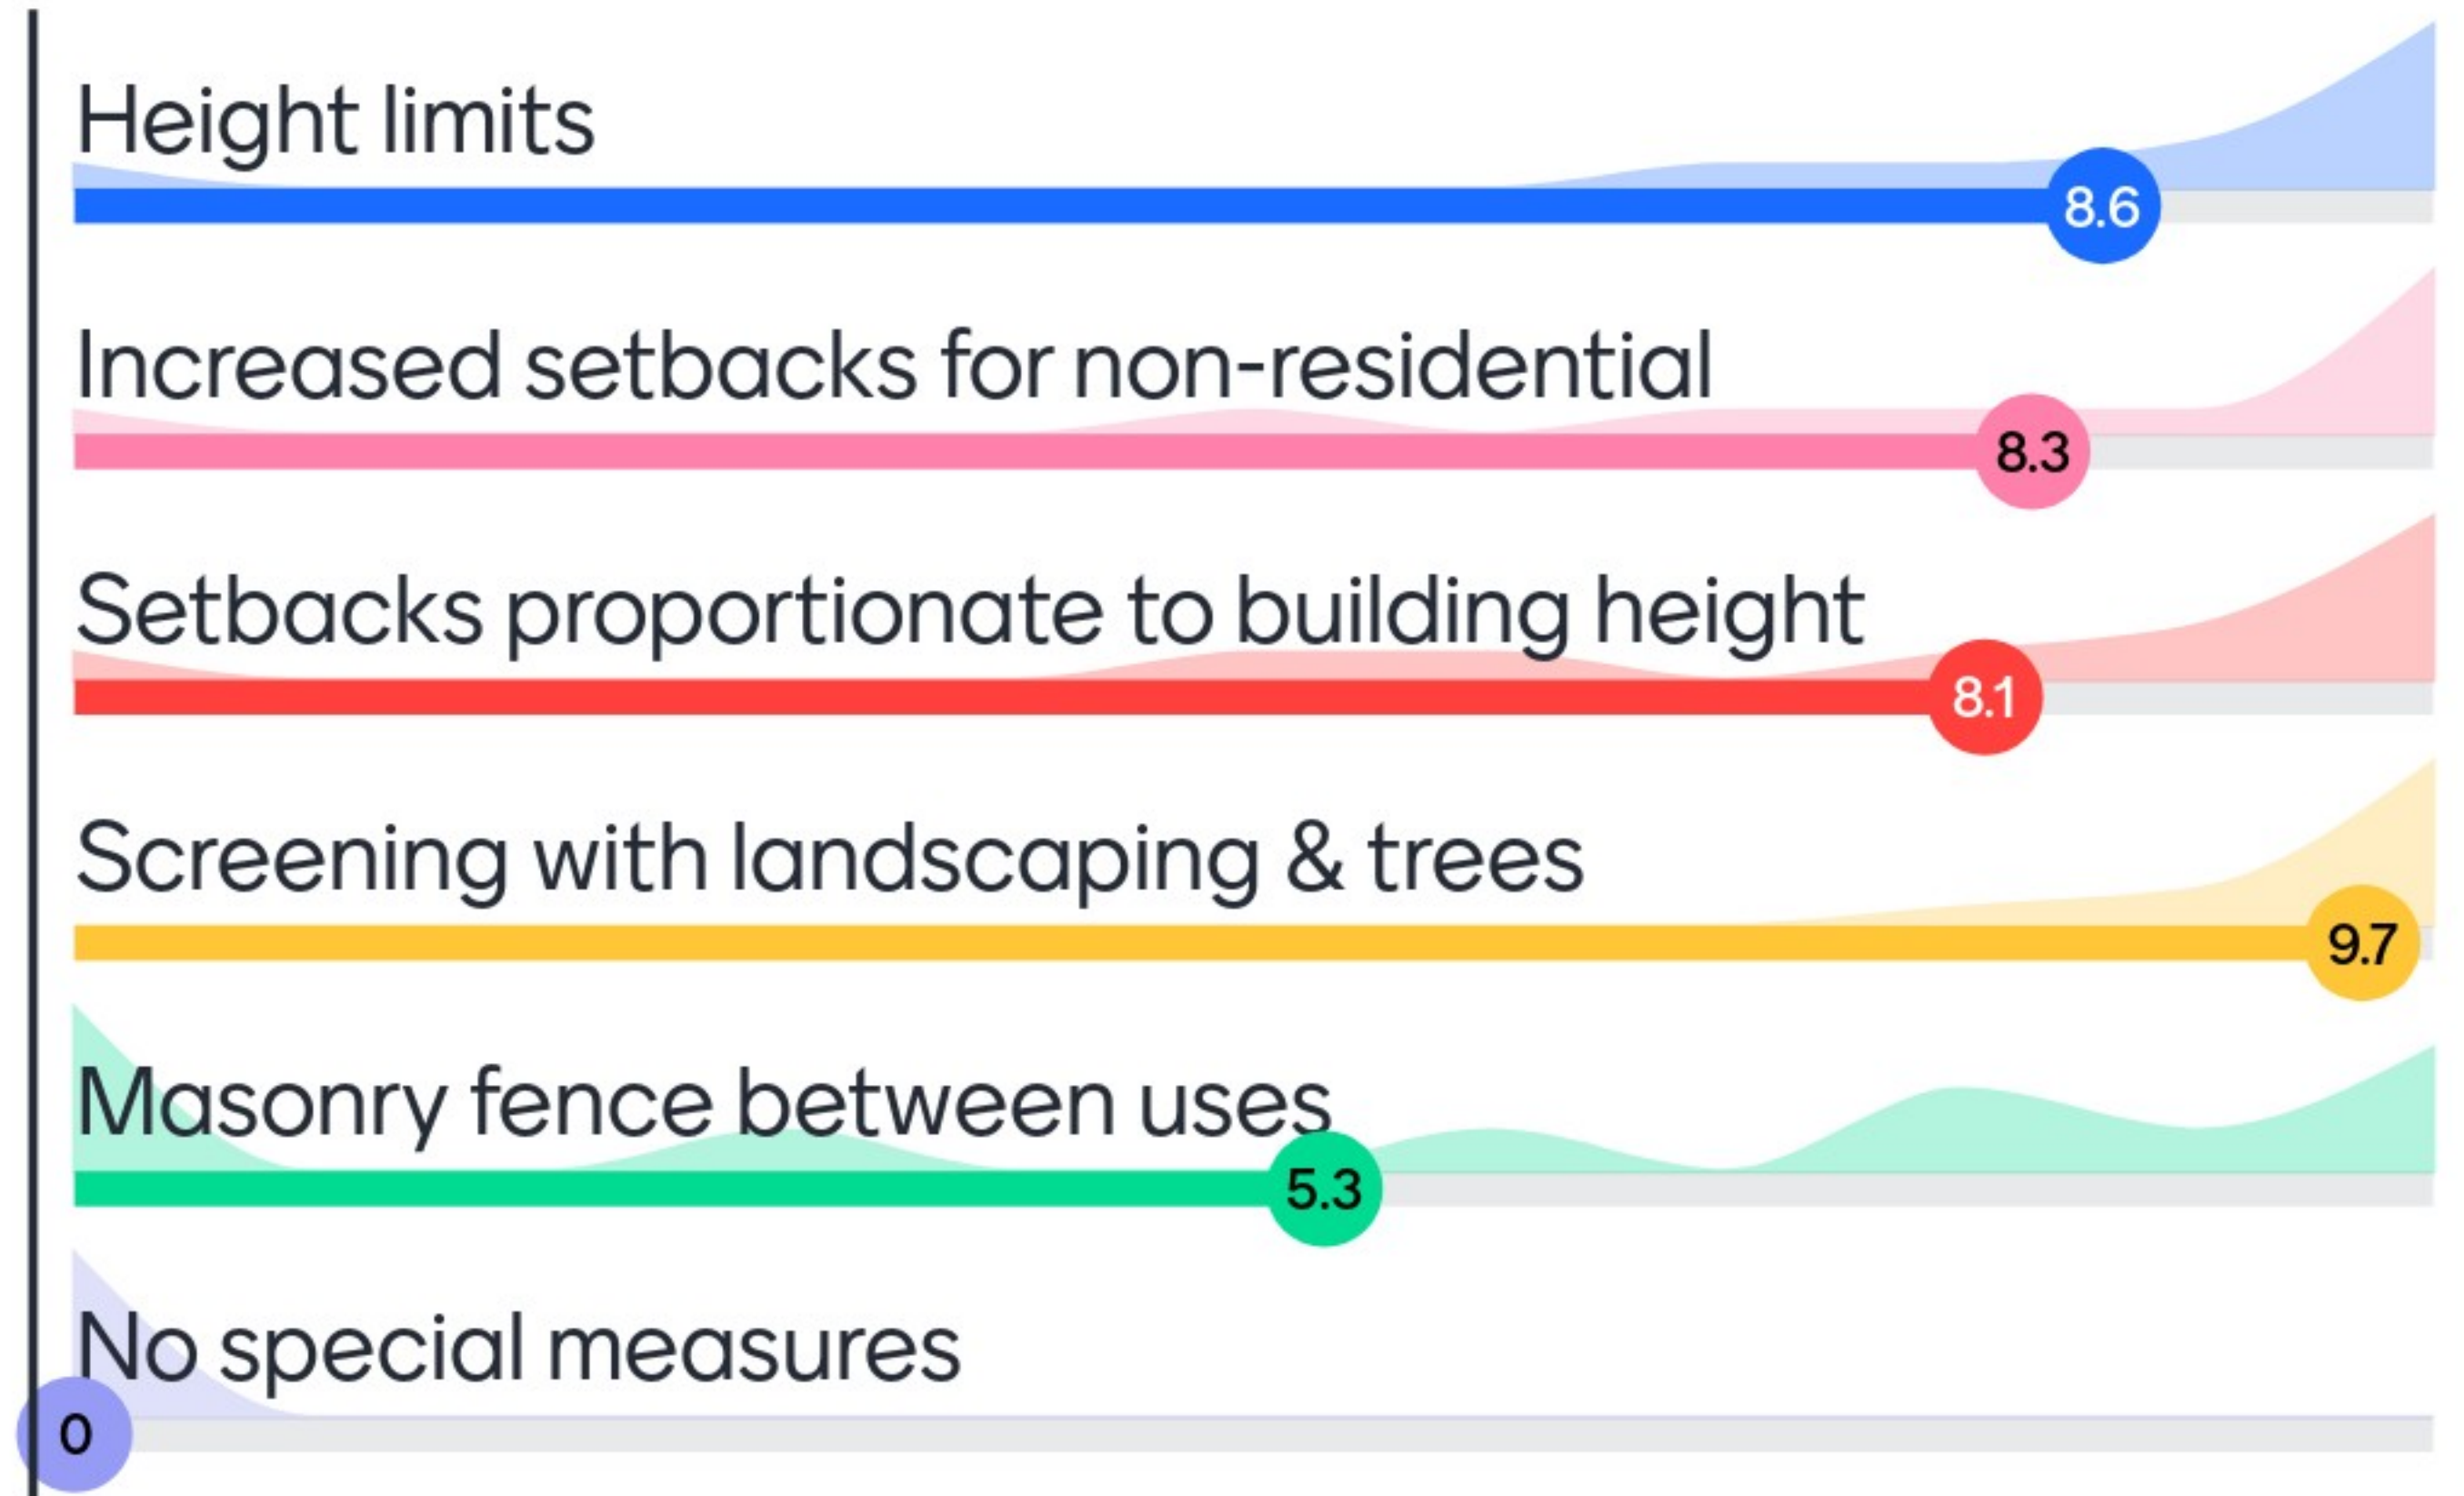 Height limits
8.6
Increased setbacks for non-residential
8.3
Setbacks proportionate to building height
8.1
Screening with landscaping & trees
9.7
Masonry fence between uses
5.3
No special measures
0